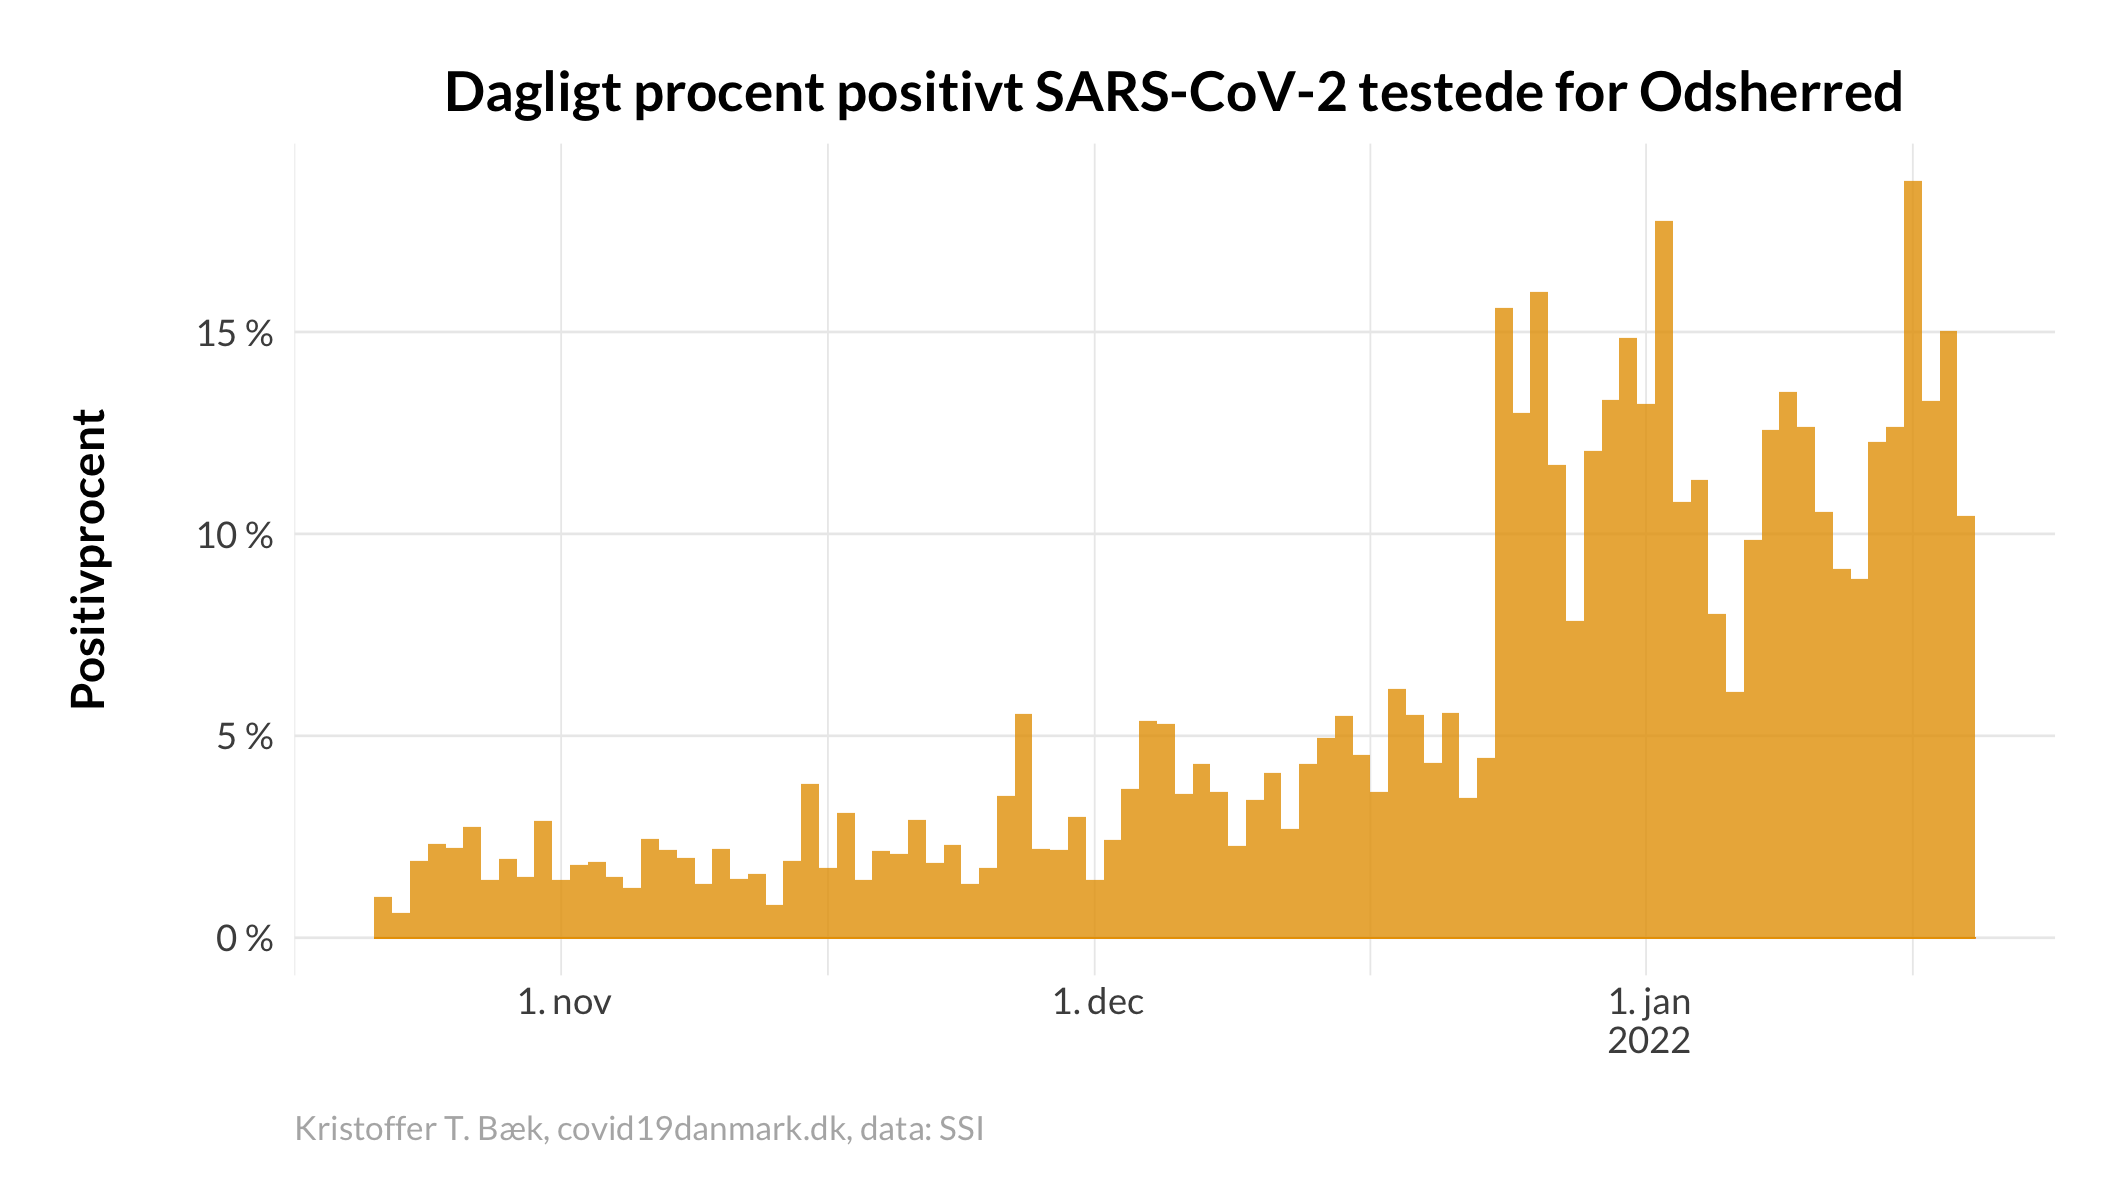 Dagligt procent positivt SARS-CoV-2 testede for Odsherred
Positivprocent
15 %
10 %
5 %
0 %
1. nov
1. dec
1. jan
2022
Kristoffer T. Bæk, covid19danmark.dk, data: SSI